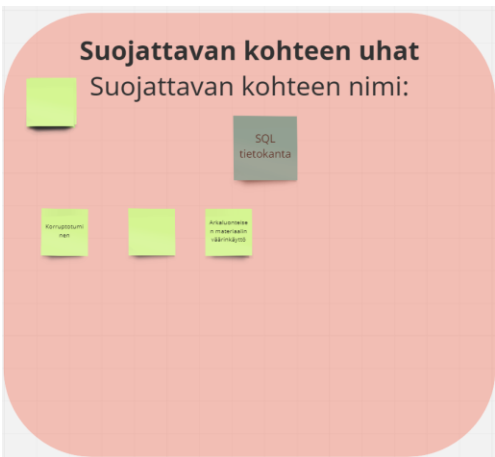 Suojattavan kohteen uhat
Suojattavan kohteen nimi:
SQL
tietokanta
Korruptoitumi
nen
Arkaluonteise
n materiaalin
väärinkäyttö